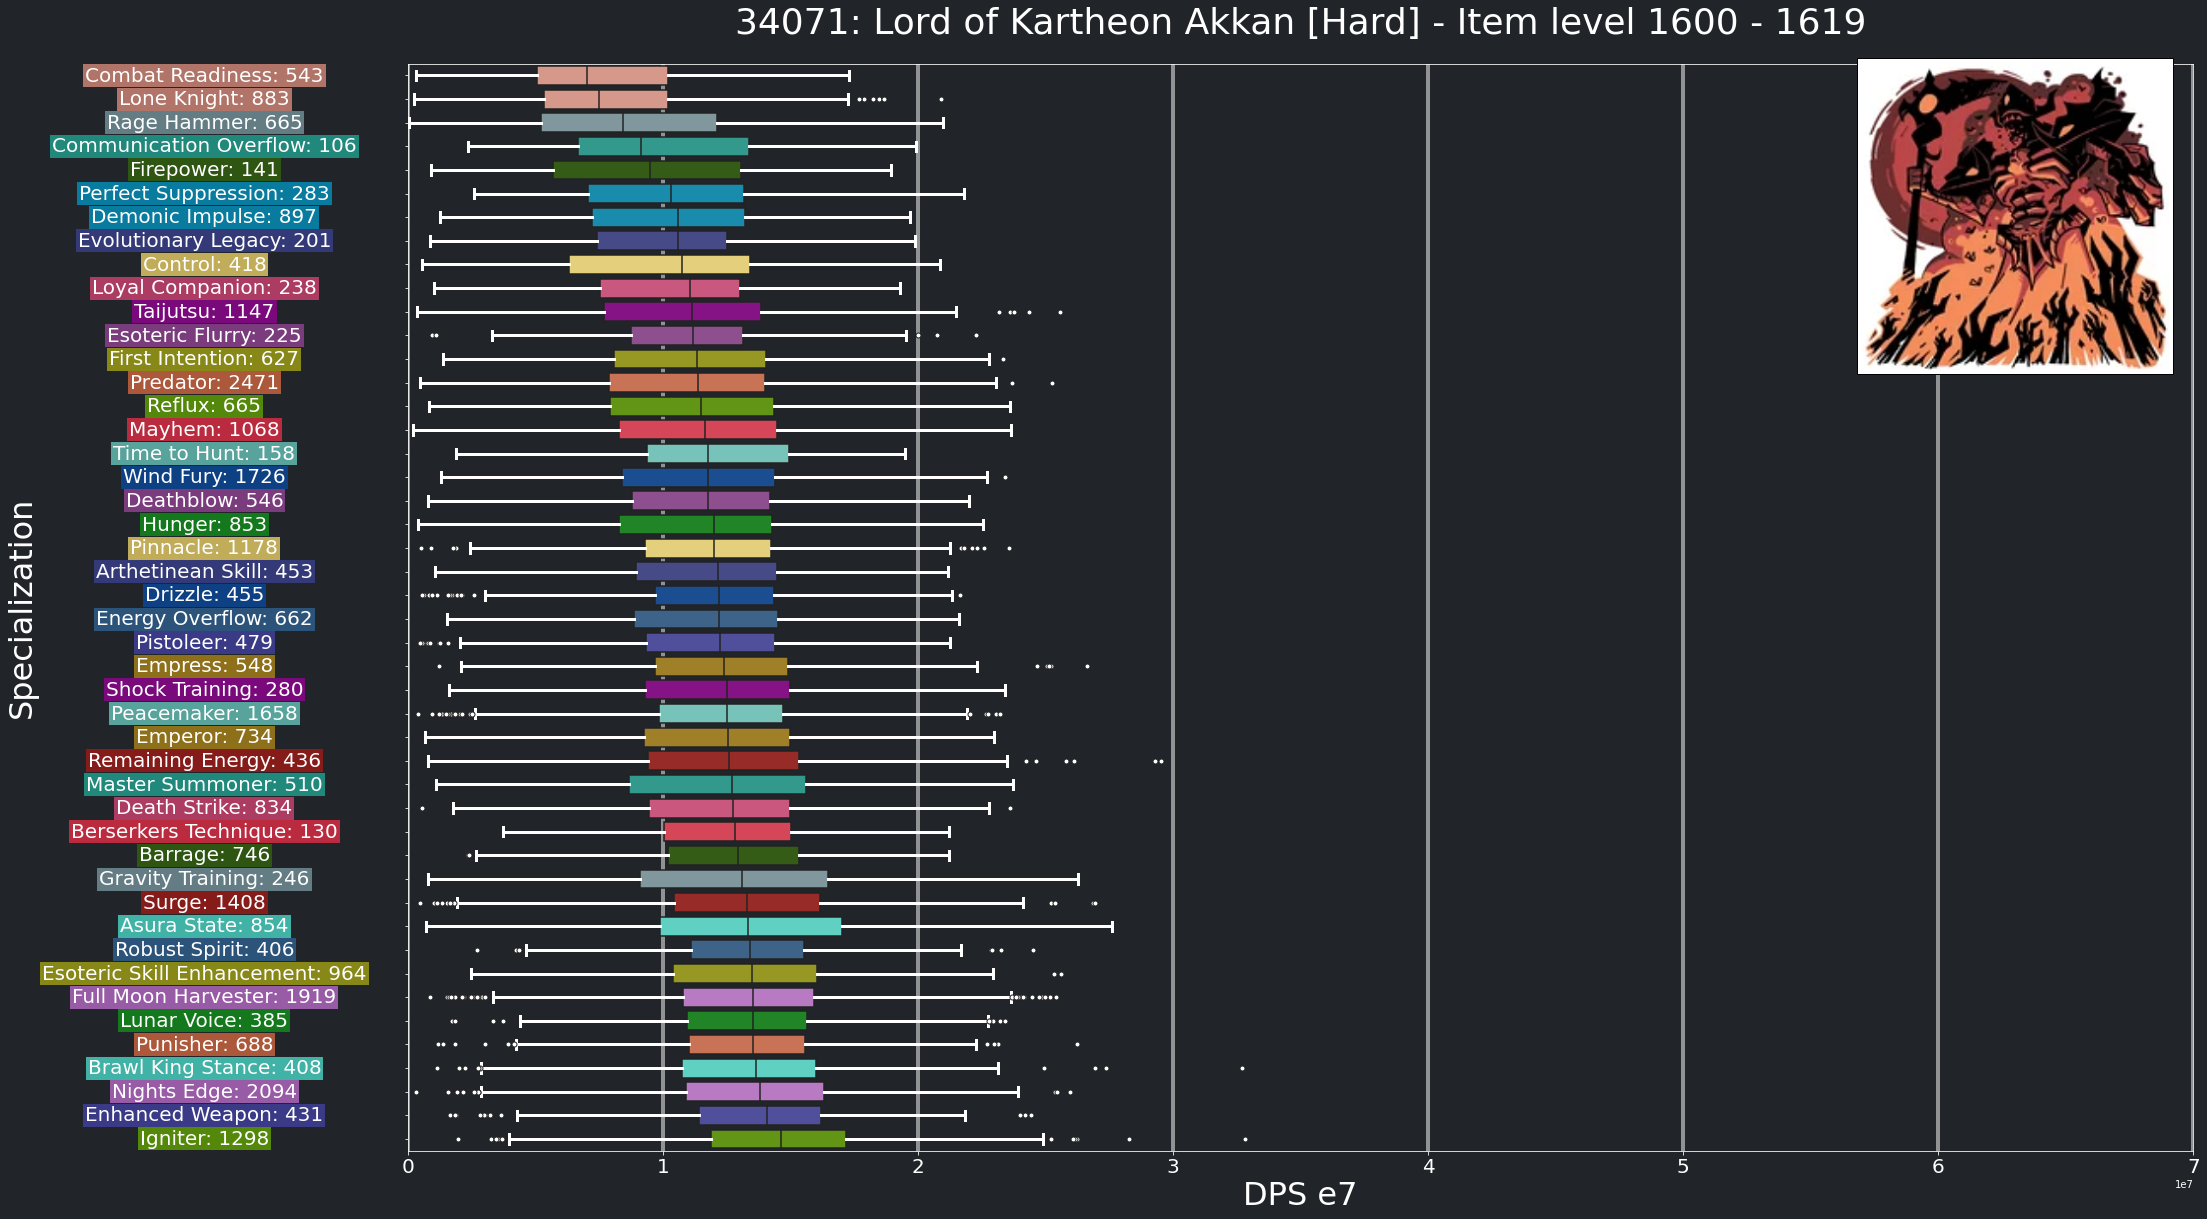 34071: Lord of Kartheon Akkan [Hard] - Item level 1600 - 1619
Specialization
Combat Readiness: 543
Lone Knight: 883
Rage Hammer: 665
Communication Overflow: 106
Firepower: 141
Perfect Suppression: 283
Demonic Impulse: 897
Evolutionary Legacy: 201
Control: 418
Loyal Companion: 238
Taijutsu: 1147
Esoteric Flurry: 225
First Intention: 627
Predator: 2471
Reflux: 665
Mayhem: 1068
Time to Hunt: 158
Wind Fury: 1726
Deathblow: 546
Hunger: 853
Pinnacle: 1178
Arthetinean Skill: 453
Drizzle: 455
Energy Overflow: 662
Pistoleer: 479
Empress: 548
Shock Training: 280
Peacemaker: 1658
Emperor: 734
Remaining Energy: 436
Master Summoner: 510
Death Strike: 834
Berserkers Technique: 130
Barrage: 746
Gravity Training: 246
Surge: 1408
Asura State: 854
Robust Spirit: 406
Esoteric Skill Enhancement: 964
Full Moon Harvester: 1919
Lunar Voice: 385
Punisher: 688
Brawl King Stance: 408
Nights Edge: 2094
Enhanced Weapon: 431
Igniter: 1298
0 1 2 3 4 5 6 7
1e7
DPS e7